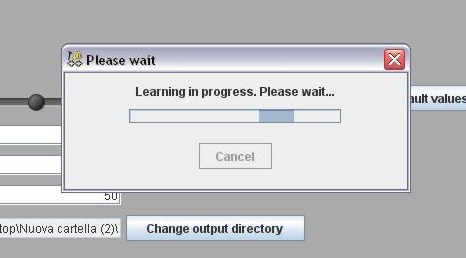 Please wait
Learning in progress. Please wait...
ault values
Cancel
50
top\Nuova cartella (2)\
Change output directory